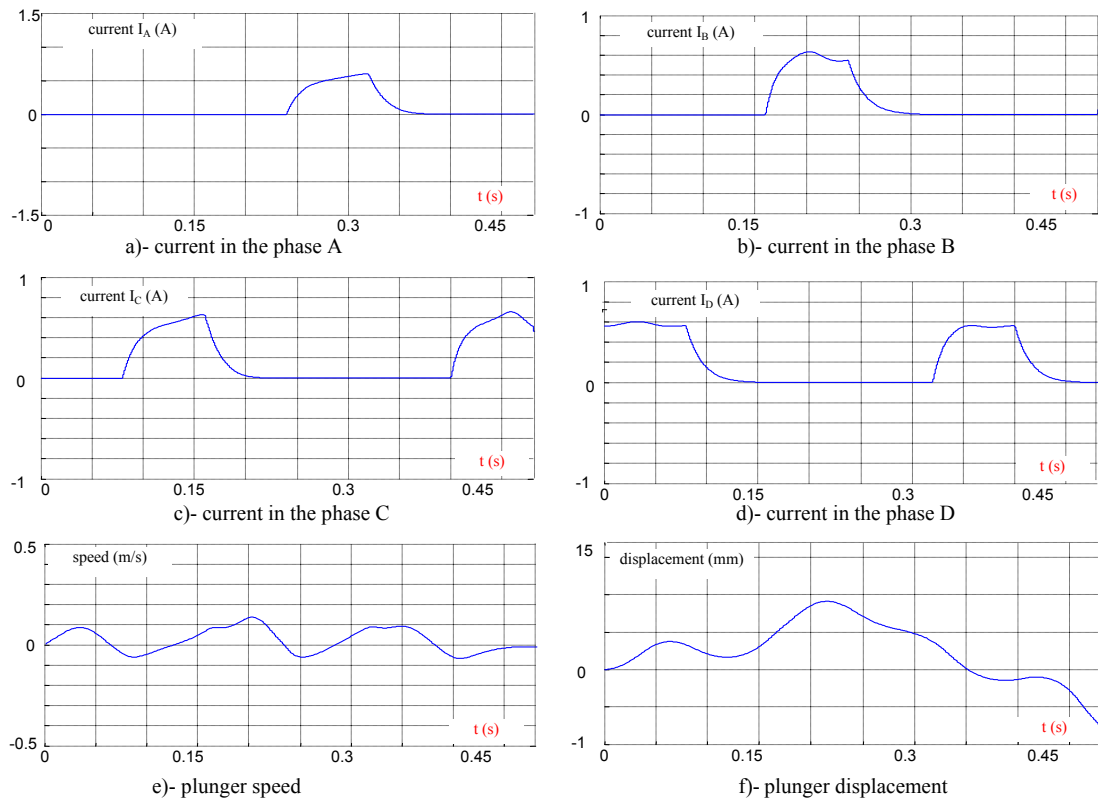 1.5
current I_A (A)
0
-1.5
t (s)
0 0.15 0.3 0.45
a)- current in the phase A
1
current I_B (A)
0
-1
t (s)
0 0.15 0.3 0.45
b)- current in the phase B
1
current I_C (A)
0
-1
t (s)
0 0.15 0.3 0.45
c)- current in the phase C
1
current I_D (A)
0
-1
t (s)
0 0.15 0.3 0.45
d)- current in the phase D
0.5
speed (m/s)
0
-0.5
t (s)
0 0.15 0.3 0.45
e)- plunger speed
15
displacement (mm)
0
-1
t (s)
0 0.15 0.3 0.45
f)- plunger displacement